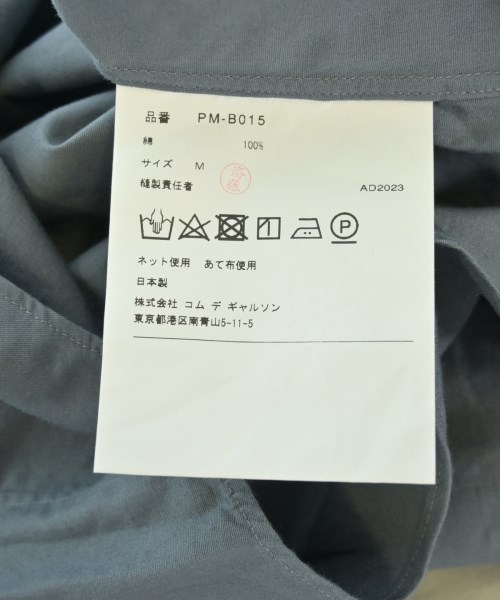 品番 PM-B015
綿 100%
サイズ M
縫製責任者 AD2023
P
ネット使用 あて布使用
日本製
株式会社 コム デ ギャルソン
東京都港区南青山5-11-5